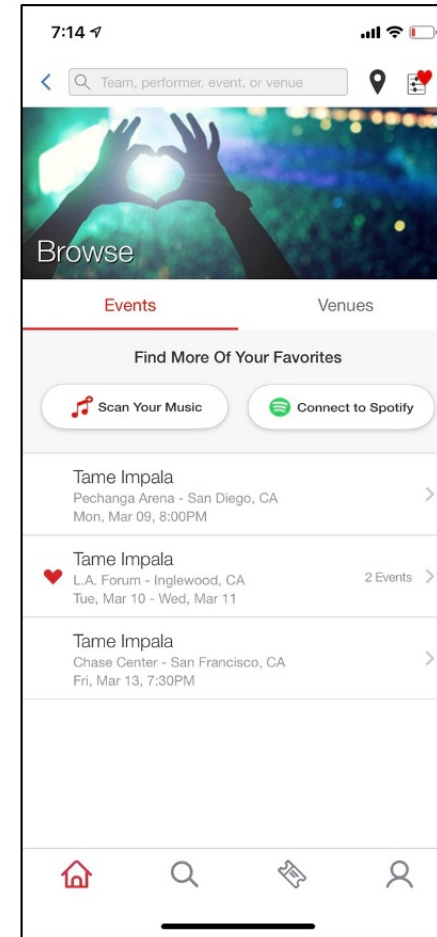 7:14
Team, performer, event, or venue
Browse
Events
Venues
Find More Of Your Favorites
Scan Your Music
Connect to Spotify
Tame Impala
Pechanga Arena - San Diego, CA
Mon, Mar 09, 8:00PM
Tame Impala
L.A. Forum - Inglewood, CA
2 Events
Tue, Mar 10 - Wed, Mar 11
Tame Impala
Chase Center - San Francisco, CA
Fri, Mar 13, 7:30PM